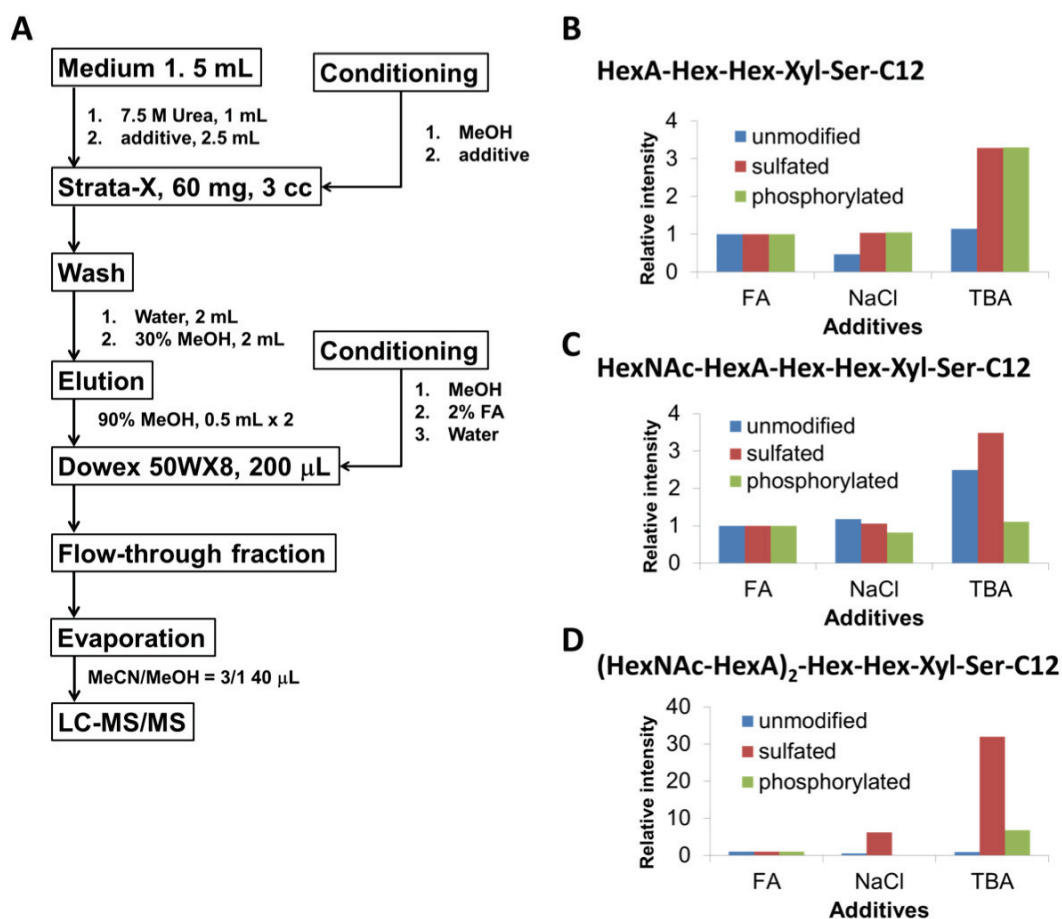 A
Medium 1. 5 mL
Conditioning
1. 7.5 M Urea, 1 mL
2. additive, 2.5 mL
1. MeOH
2. additive
Strata-X, 60 mg, 3 cc
Wash
1. Water, 2 mL
2. 30% MeOH, 2 mL
Conditioning
Elution
1. MeOH
2. 2% FA
3. Water
90% MeOH, 0.5 mL x 2
Dowex 50WX8, 200 μL
Flow-through fraction
Evaporation
MeCN/MeOH = 3/1 40 μL
LC-MS/MS
B
HexA-Hex-Hex-Xyl-Ser-C12
Relative intensity
4
3
2
1
0
unmodified
sulfated
phosphorylated
FA NaCl TBA
Additives
C
HexNAc-HexA-Hex-Hex-Xyl-Ser-C12
Relative intensity
4
3
2
1
0
unmodified
sulfated
phosphorylated
FA NaCl TBA
Additives
D
(HexNAc-HexA)2-Hex-Hex-Xyl-Ser-C12
Relative intensity
40
30
20
10
0
unmodified
sulfated
phosphorylated
FA NaCl TBA
Additives